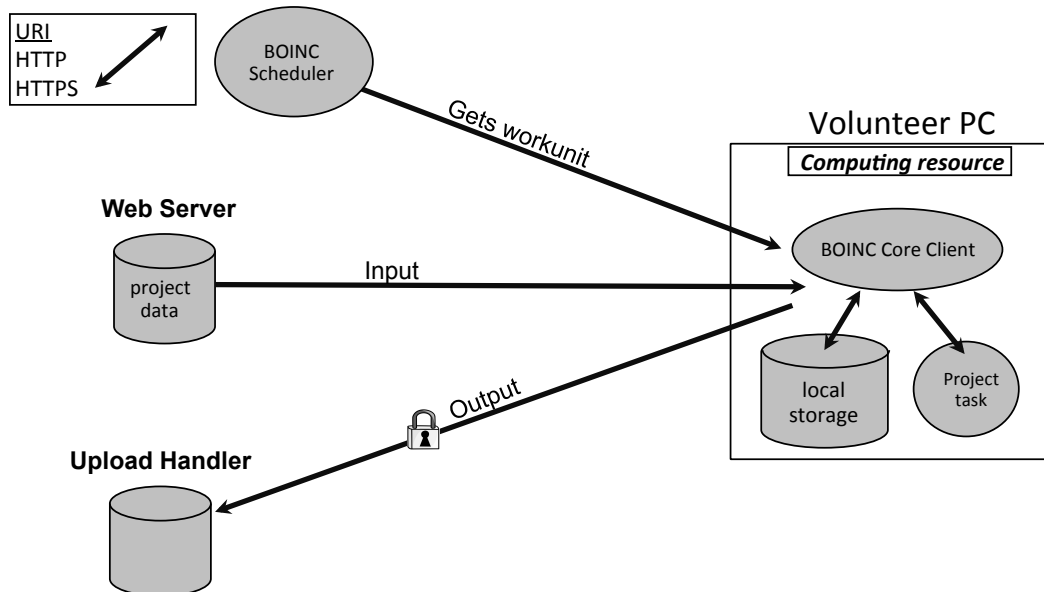 URI
HTTP
HTTPS
BOINC
Scheduler
Gets workunit
Volunteer PC
Computing resource
BOINC Core Client
Web Server
project
data
Input
local
storage
Project
task
Output
Upload Handler